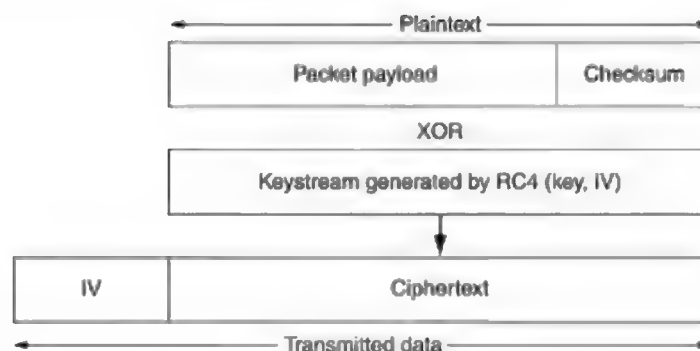 Plaintext
Packet payload Checksum
XOR
Keystream generated by RC4 (key, IV)
IV Ciphertext
Transmitted data